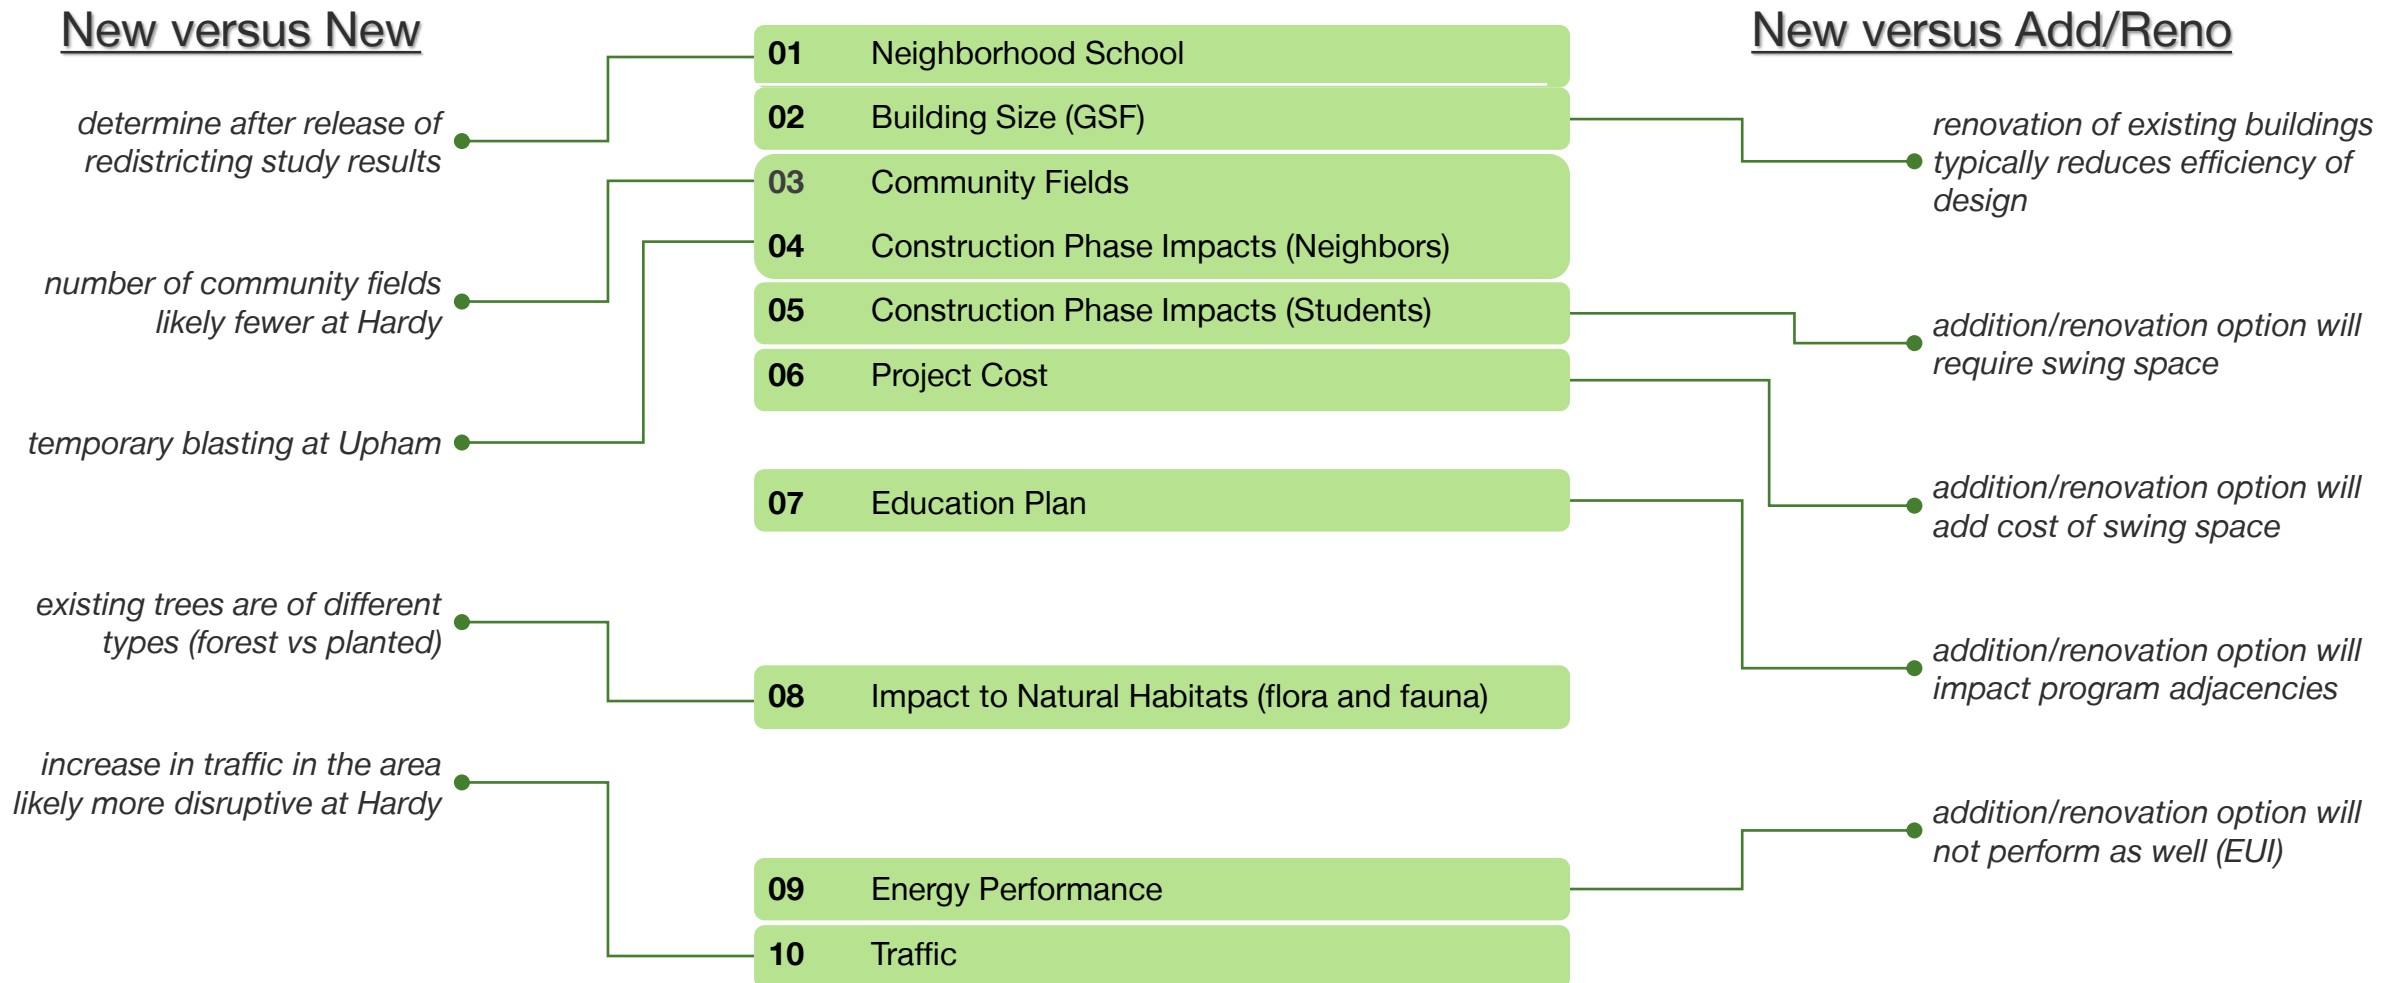 New versus New
determine after release of
redistricting study results
number of community fields
likely fewer at Hardy
temporary blasting at Upham
existing trees are of different
types (forest vs planted)
increase in traffic in the area
likely more disruptive at Hardy
01 Neighborhood School
02 Building Size (GSF)
03 Community Fields
04 Construction Phase Impacts (Neighbors)
05 Construction Phase Impacts (Students)
06 Project Cost
07 Education Plan
08 Impact to Natural Habitats (flora and fauna)
09 Energy Performance
10 Traffic
New versus Add/Reno
renovation of existing buildings
typically reduces efficiency of
design
addition/renovation option will
require swing space
addition/renovation option will
add cost of swing space
addition/renovation option will
impact program adjacencies
addition/renovation option will
not perform as well (EUI)